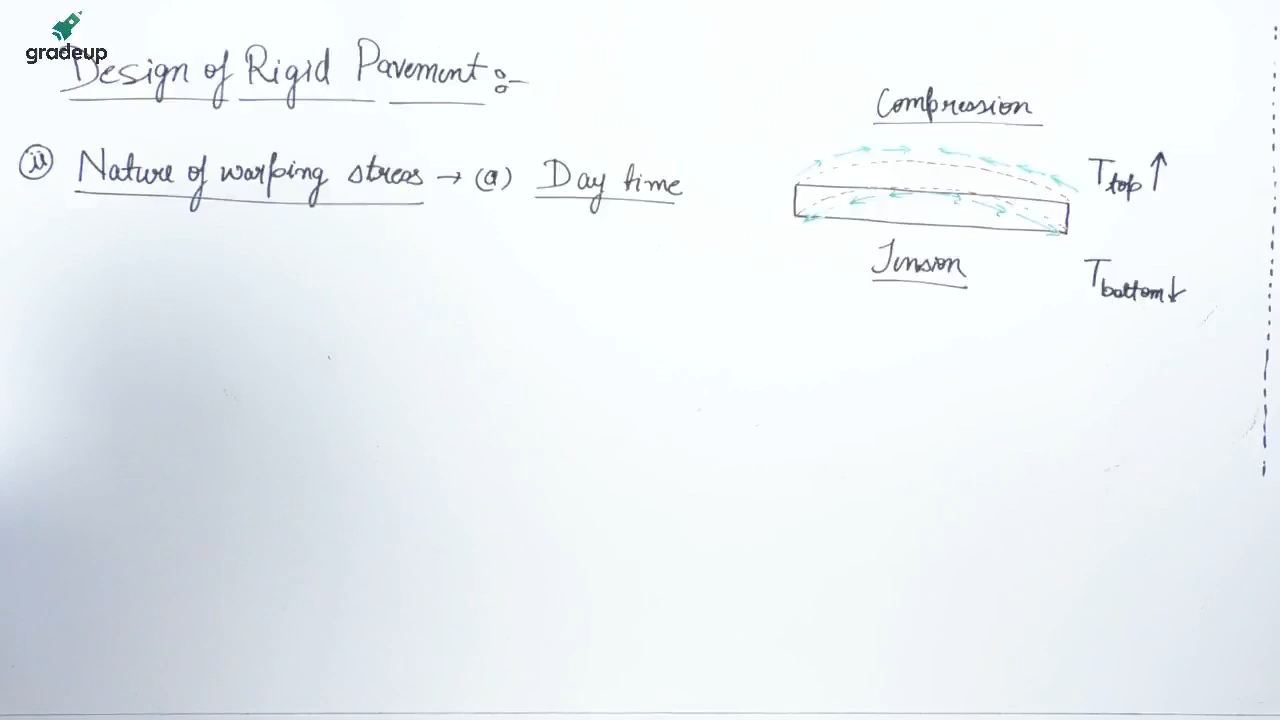 gradeup
Design of Rigid Pavement :-
(ii) Nature of warping stress → (a) Day time
Compression
T top ↑
Tension
T bottom ↓